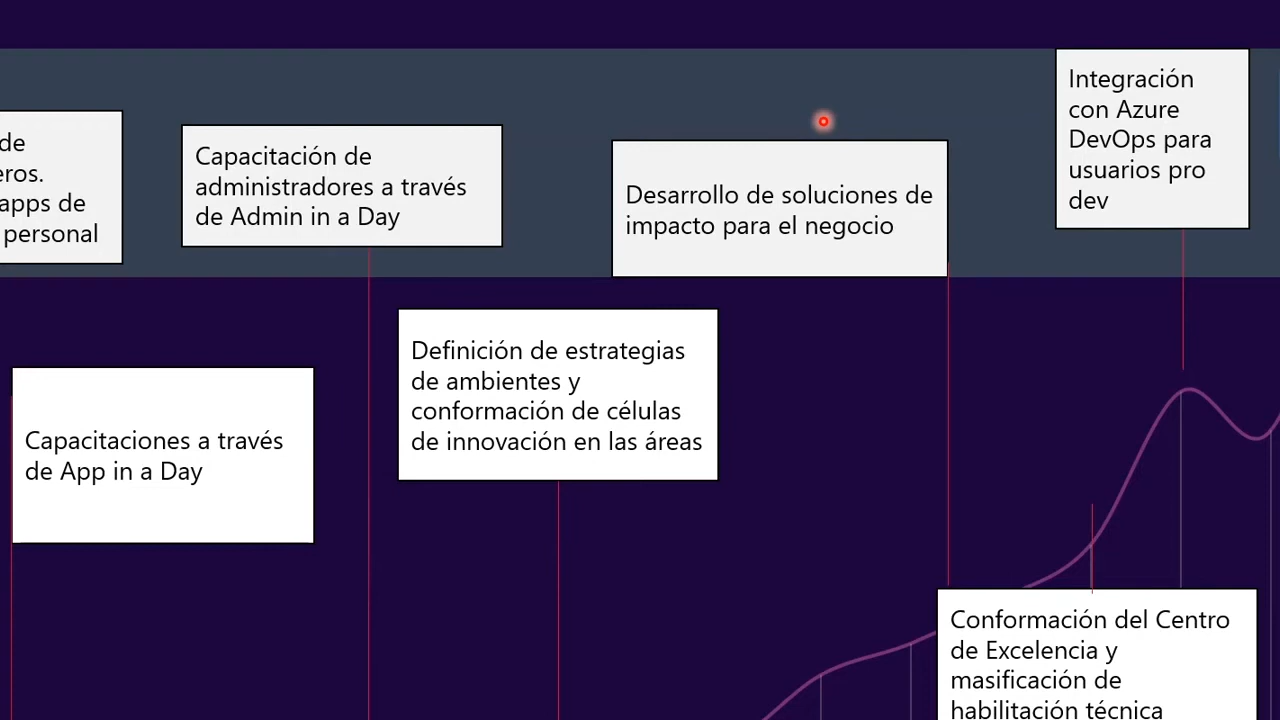 de
eros.
apps de
personal
Capacitación de
administradores a través
de Admin in a Day
Desarrollo de soluciones de
impacto para el negocio
Integración
con Azure
DevOps para
usuarios pro
dev
Capacitaciones a través
de App in a Day
Definición de estrategias
de ambientes y
conformación de células
de innovación en las áreas
Conformación del Centro
de Excelencia y
masificación de
habilitación técnica